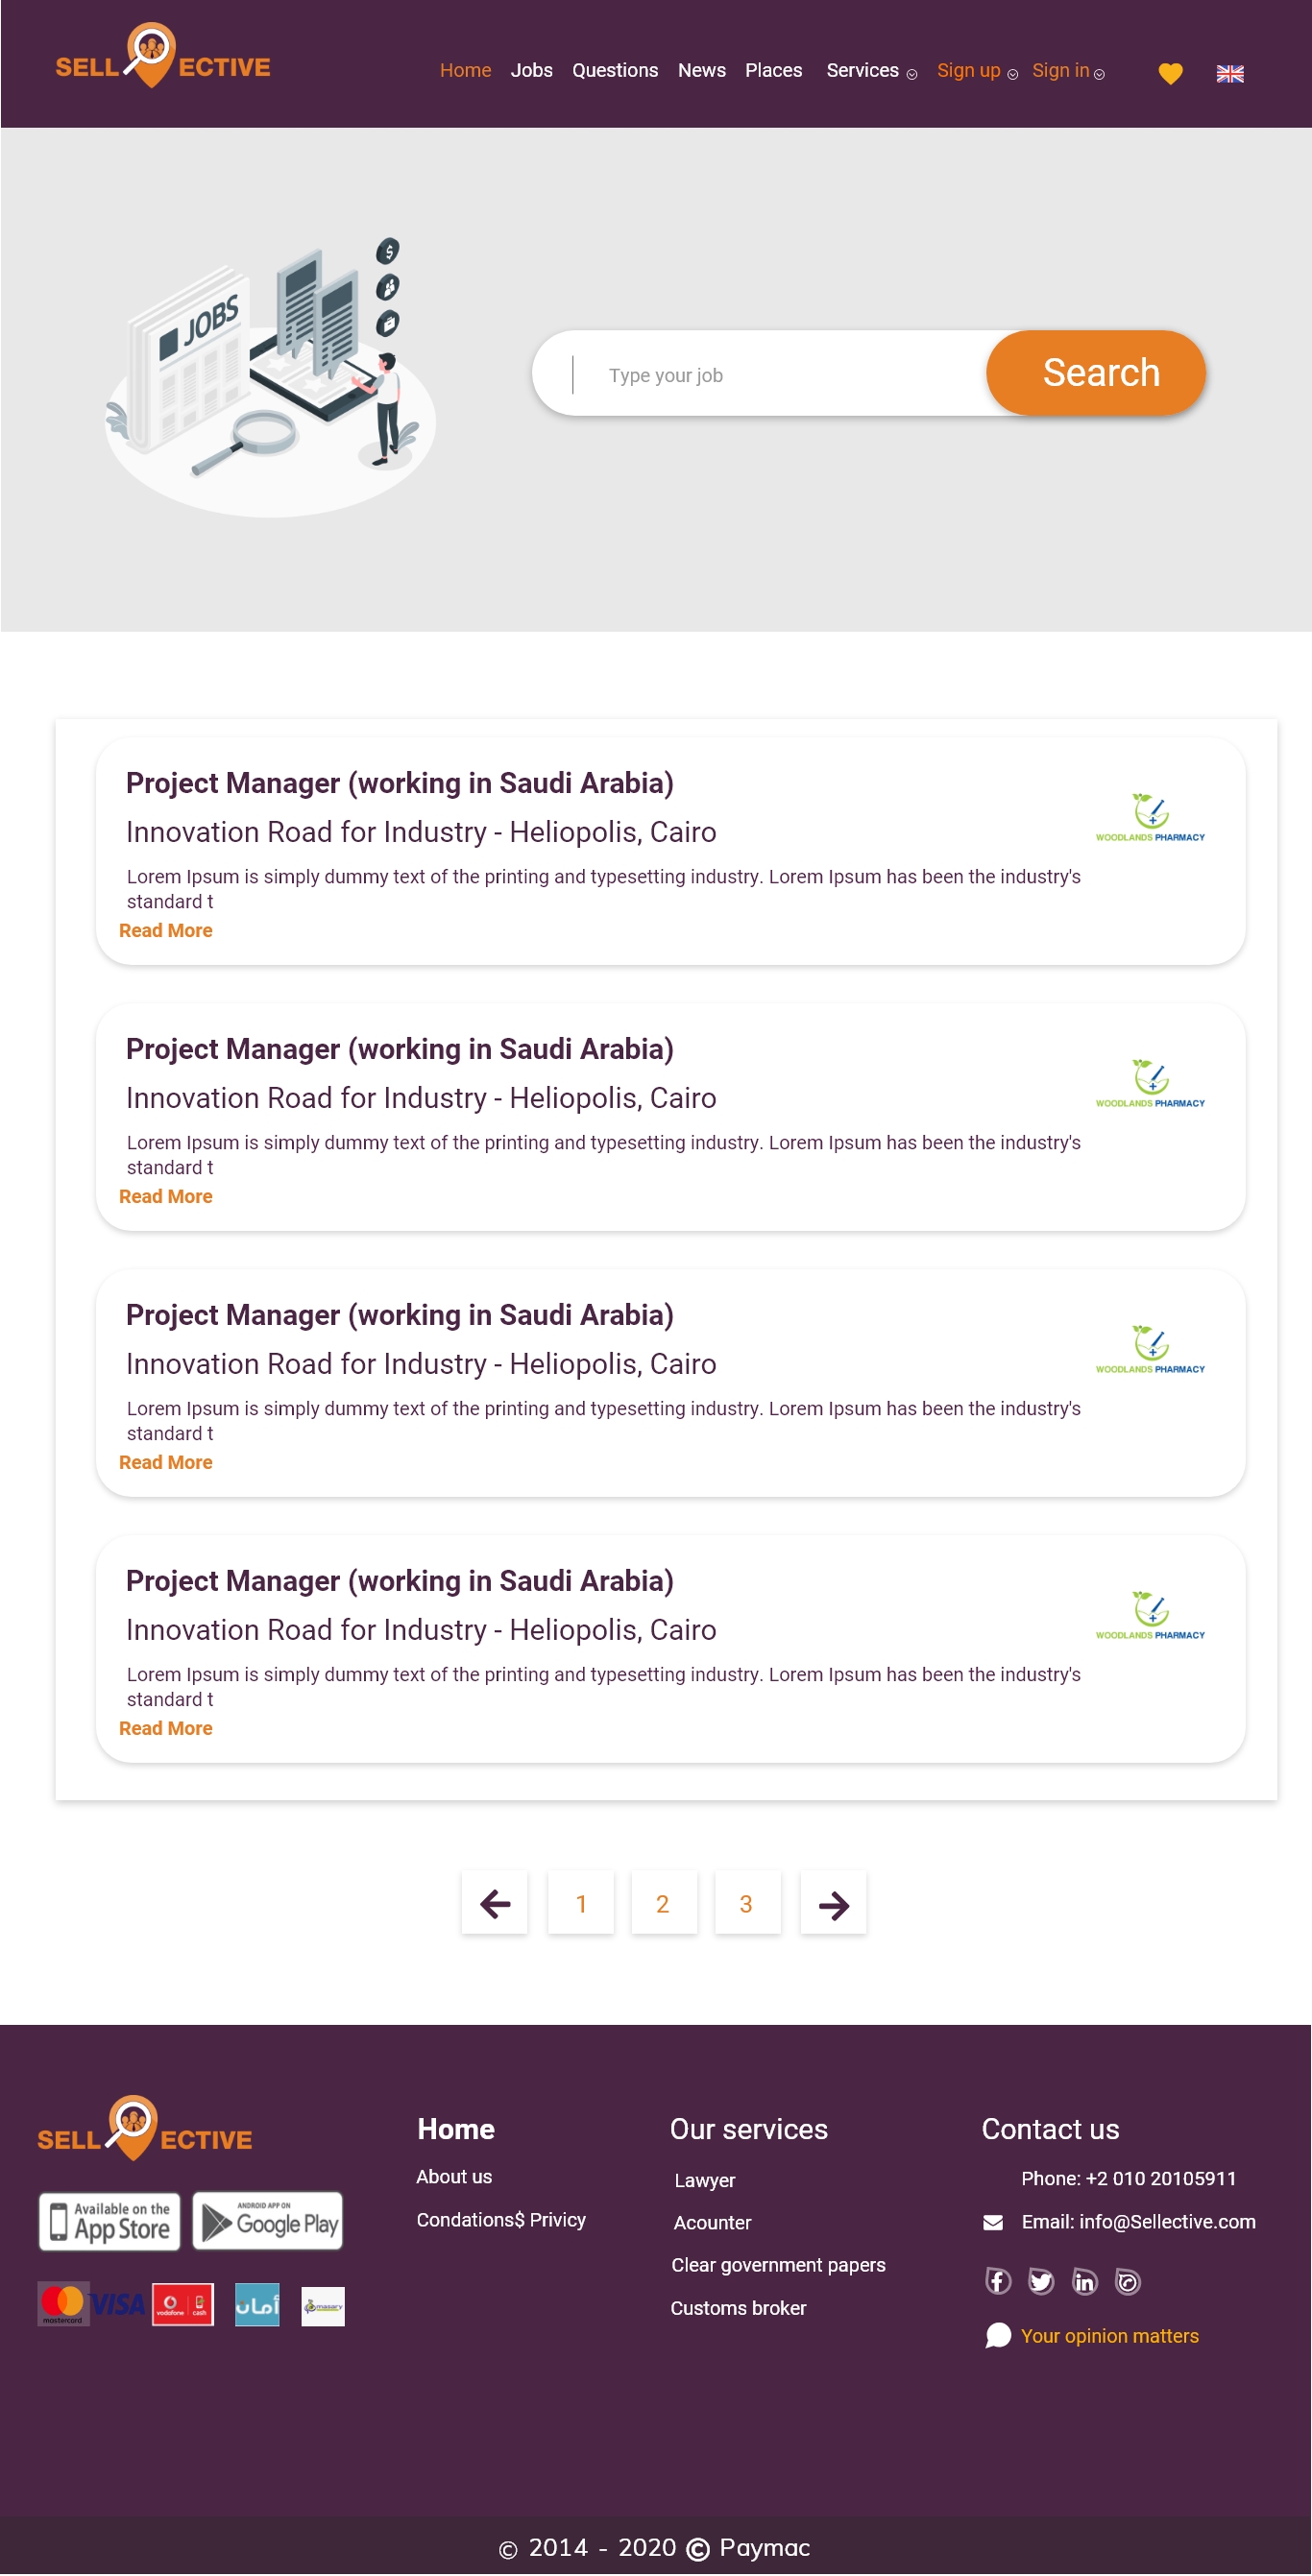 SELL ECTIVE
Home Jobs Questions News Places Services Sign up Sign in
JOBS
Type your job
Search
Project Manager (working in Saudi Arabia)
Innovation Road for Industry - Heliopolis, Cairo
WOODLANDS PHARMACY
Lorem Ipsum is simply dummy text of the printing and typesetting industry. Lorem Ipsum has been the industry's
standard t
Read More
Project Manager (working in Saudi Arabia)
Innovation Road for Industry - Heliopolis, Cairo
WOODLANDS PHARMACY
Lorem Ipsum is simply dummy text of the printing and typesetting industry. Lorem Ipsum has been the industry's
standard t
Read More
Project Manager (working in Saudi Arabia)
Innovation Road for Industry - Heliopolis, Cairo
WOODLANDS PHARMACY
Lorem Ipsum is simply dummy text of the printing and typesetting industry. Lorem Ipsum has been the industry's
standard t
Read More
Project Manager (working in Saudi Arabia)
Innovation Road for Industry - Heliopolis, Cairo
WOODLANDS PHARMACY
Lorem Ipsum is simply dummy text of the printing and typesetting industry. Lorem Ipsum has been the industry's
standard t
Read More
1 2 3
SELL ECTIVE
Available on the
App Store
ANDROID APP ON
Google Play
mastercard
VISA
vodafone cash
أمان
masary
Home
About us
Condations$ Privicy
Our services
Lawyer
Acounter
Clear government papers
Customs broker
Contact us
Phone: +2 010 20105911
Email: info@Sellective.com
Your opinion matters
© 2014 - 2020 © Paymac